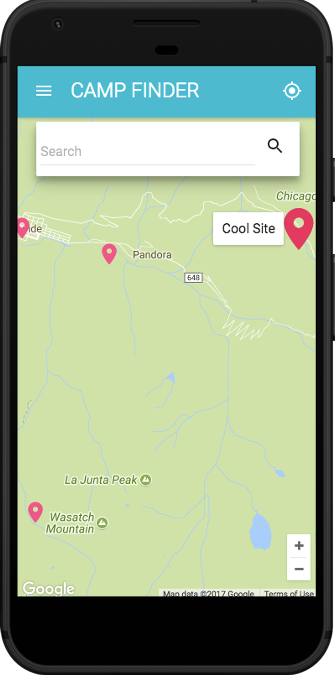 CAMP FINDER
Search
Chicago
ide
Cool Site
Pandora
648
La Junta Peak
Wasatch
Mountain
+
−
Google
Map data ©2017 Google
Terms of Use